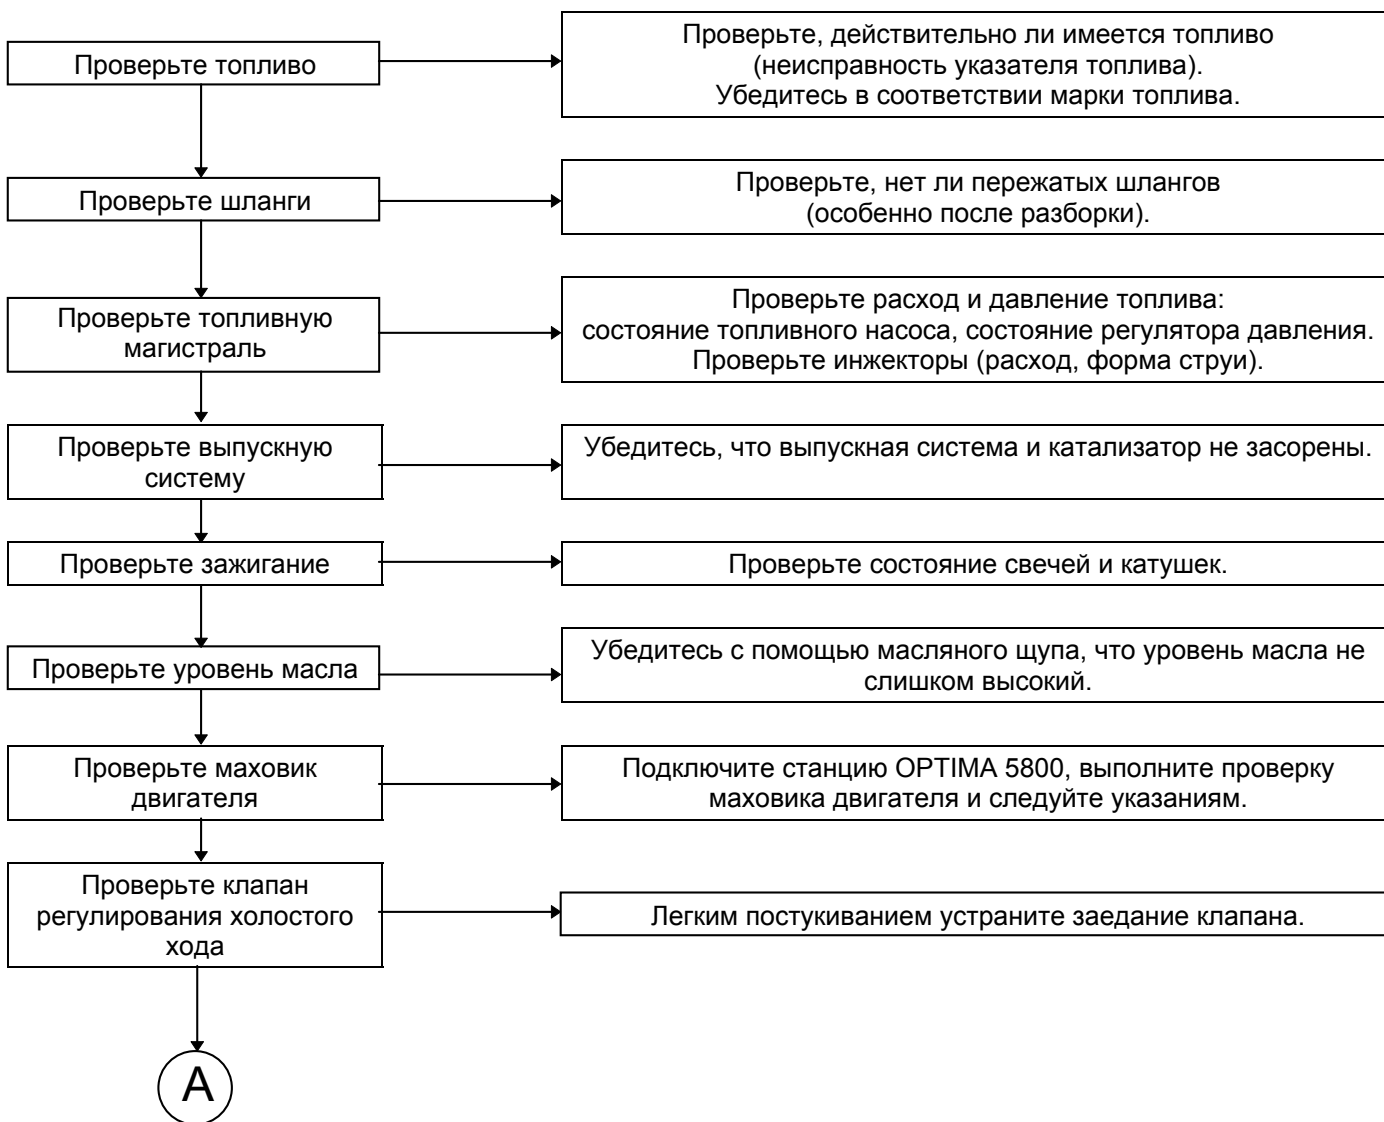 Проверьте топливо
Проверьте, действительно ли имеется топливо
(неисправность указателя топлива).
Убедитесь в соответствии марки топлива.
Проверьте шланги
Проверьте, нет ли пережатых шлангов
(особенно после разборки).
Проверьте топливную
магистраль
Проверьте расход и давление топлива:
состояние топливного насоса, состояние регулятора давления.
Проверьте инжекторы (расход, форма струи).
Проверьте выпускную
систему
Убедитесь, что выпускная система и катализатор не засорены.
Проверьте зажигание
Проверьте состояние свечей и катушек.
Проверьте уровень масла
Убедитесь с помощью масляного щупа, что уровень масла не
слишком высокий.
Проверьте маховик
двигателя
Подключите станцию OPTIMA 5800, выполните проверку
маховика двигателя и следуйте указаниям.
Проверьте клапан
регулирования холостого
хода
Легким постукиванием устраните заедание клапана.
А